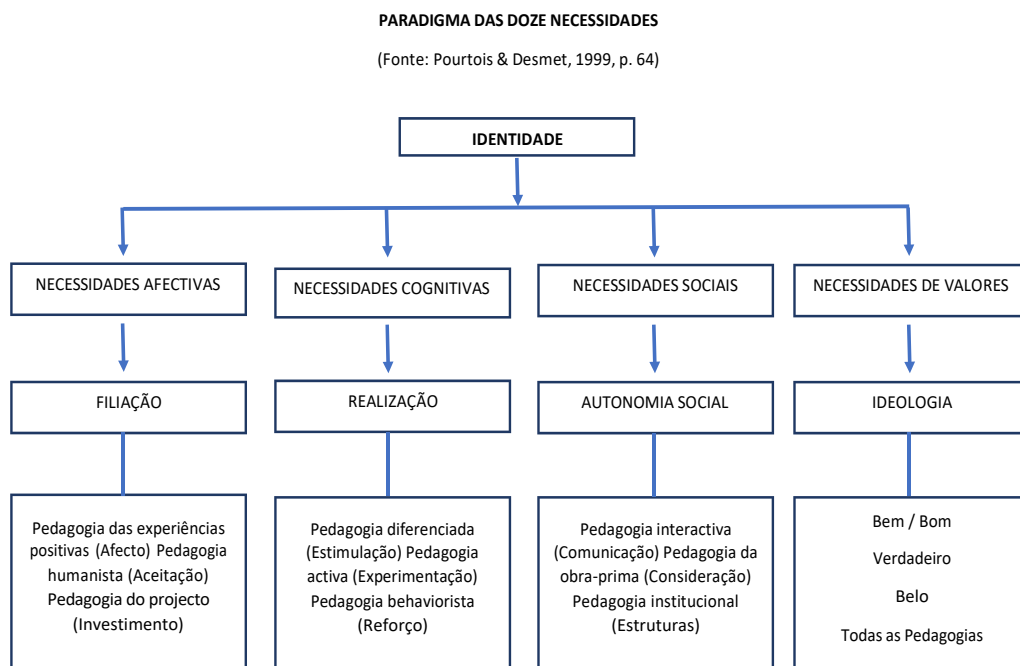 PARADIGMA DAS DOZE NECESSIDADES
(Fonte: Pourtois & Desmet, 1999, p. 64)
IDENTIDADE
NECESSIDADES AFECTIVAS
NECESSIDADES COGNITIVAS
NECESSIDADES SOCIAIS
NECESSIDADES DE VALORES
FILIAÇÃO
REALIZAÇÃO
AUTONOMIA SOCIAL
IDEOLOGIA
Pedagogia das experiências
positivas (Afecto) Pedagogia
humanista (Aceitação)
Pedagogia do projecto
(Investimento)
Pedagogia diferenciada
(Estimulação) Pedagogia
activa (Experimentação)
Pedagogia behaviorista
(Reforço)
Pedagogia interactiva
(Comunicação) Pedagogia da
obra-prima (Consideração)
Pedagogia institucional
(Estruturas)
Bem / Bom
Verdadeiro
Belo
Todas as Pedagogias